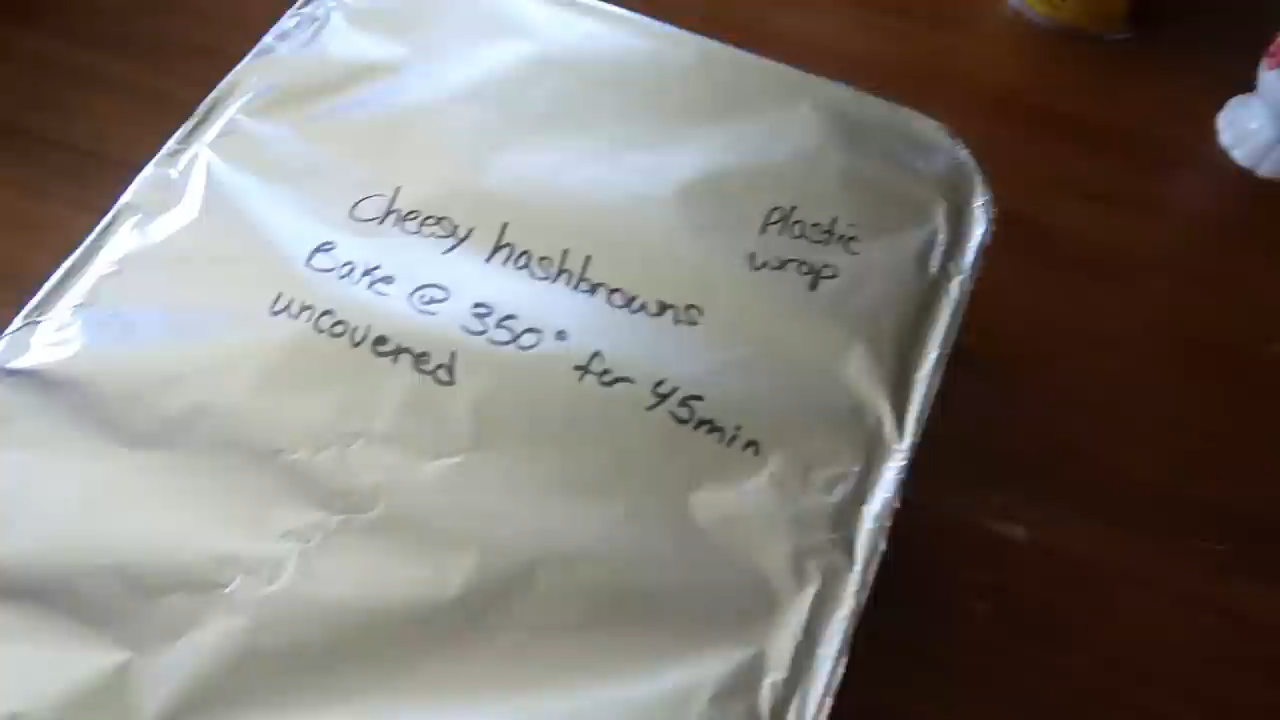 Cheesy hashbrowns
Bake @ 350° for 45min
uncovered
Plastic
wrap